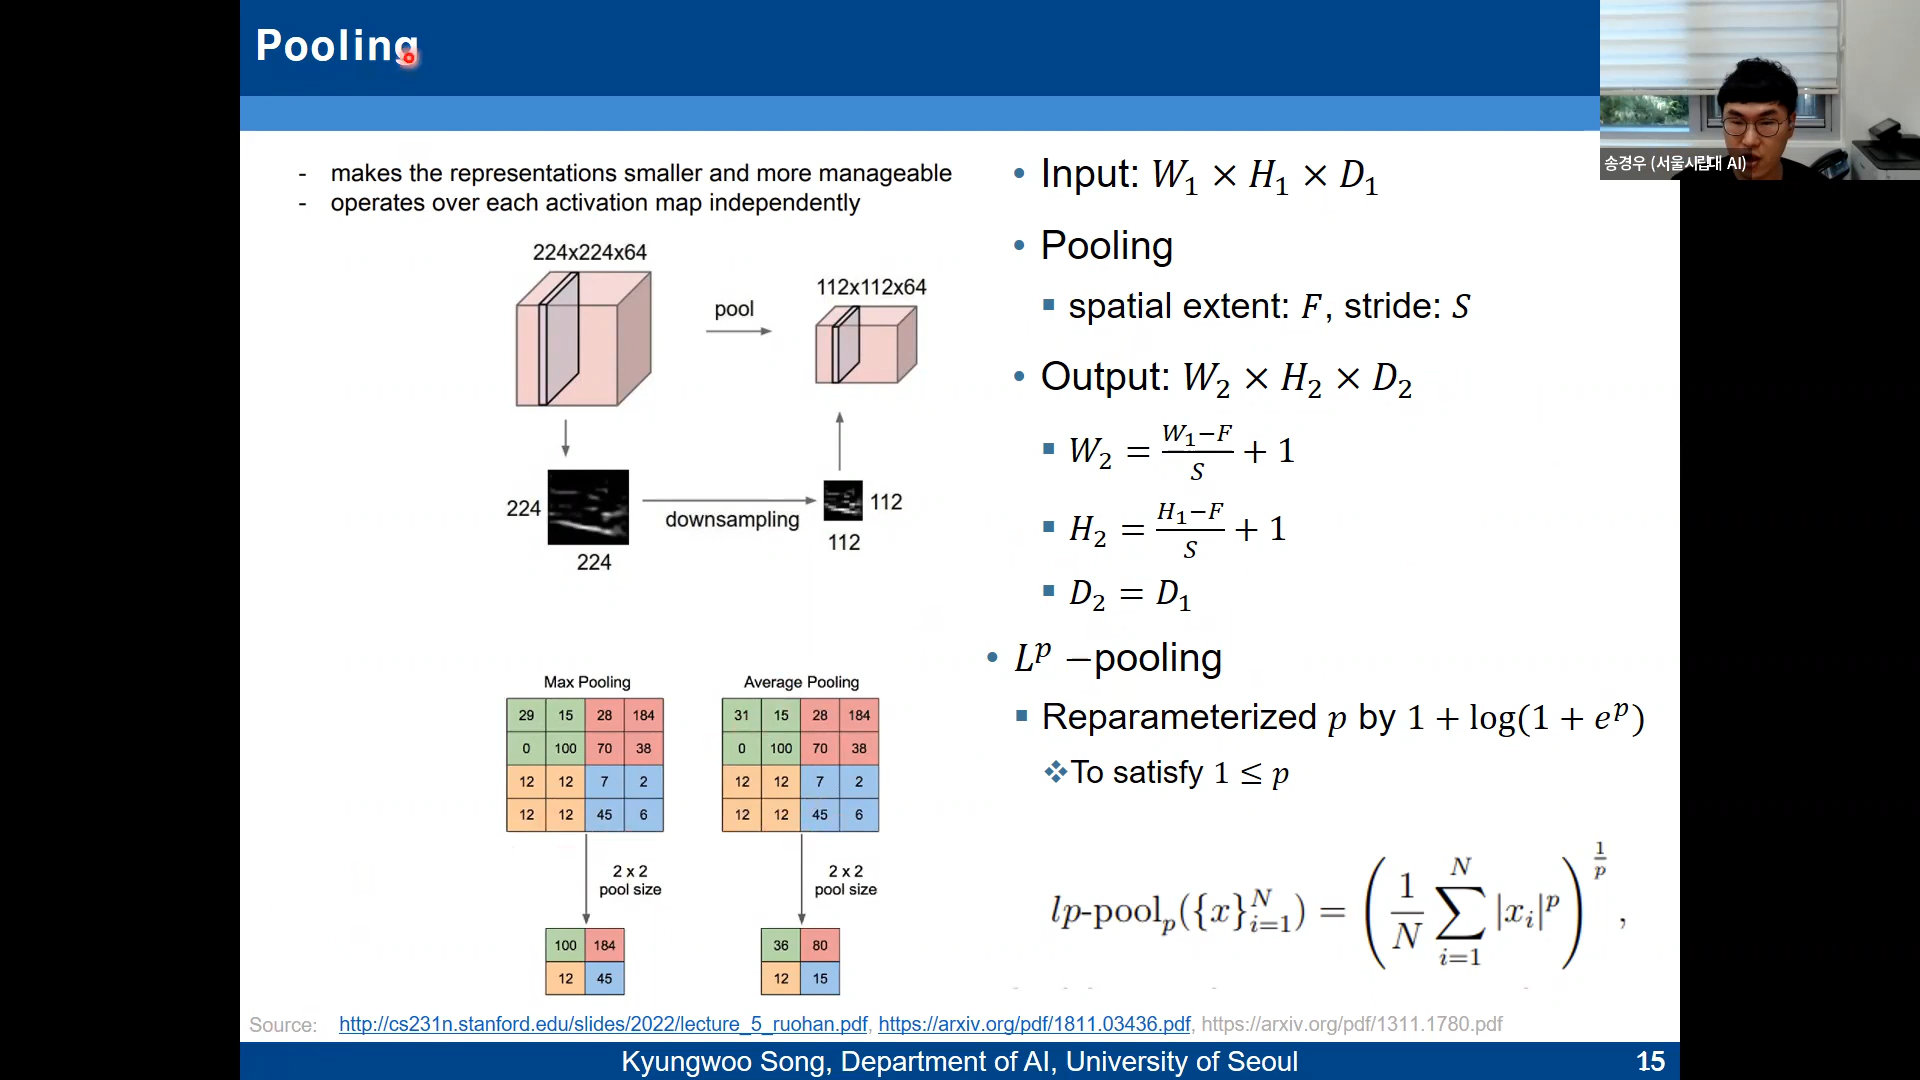 Pooling
송경우 (서울시립대 AI)
- makes the representations smaller and more manageable
- operates over each activation map independently
224x224x64
pool
112x112x64
224
224
downsampling
112
112
Max Pooling
29 15 28 184
0 100 70 38
12 12 7 2
12 12 45 6
2 x 2
pool size
100 184
12 45
Average Pooling
31 15 28 184
0 100 70 38
12 12 7 2
12 12 45 6
2 x 2
pool size
36 80
12 15
• Input: W₁ × H₁ × D₁
• Pooling
▪ spatial extent: F, stride: S
• Output: W₂ × H₂ × D₂
▪ W₂ = (W₁−F)/S + 1
▪ H₂ = (H₁−F)/S + 1
▪ D₂ = D₁
• Lᵖ −pooling
▪ Reparameterized p by 1 + log(1 + eᵖ)
❖To satisfy 1 ≤ p
lp-pool_p({x}_{i=1}^N) = (1/N ∑_{i=1}^N |x_i|^p)^{1/p},
Source: http://cs231n.stanford.edu/slides/2022/lecture_5_ruohan.pdf, https://arxiv.org/pdf/1811.03436.pdf, https://arxiv.org/pdf/1311.1780.pdf
Kyungwoo Song, Department of AI, University of Seoul
15